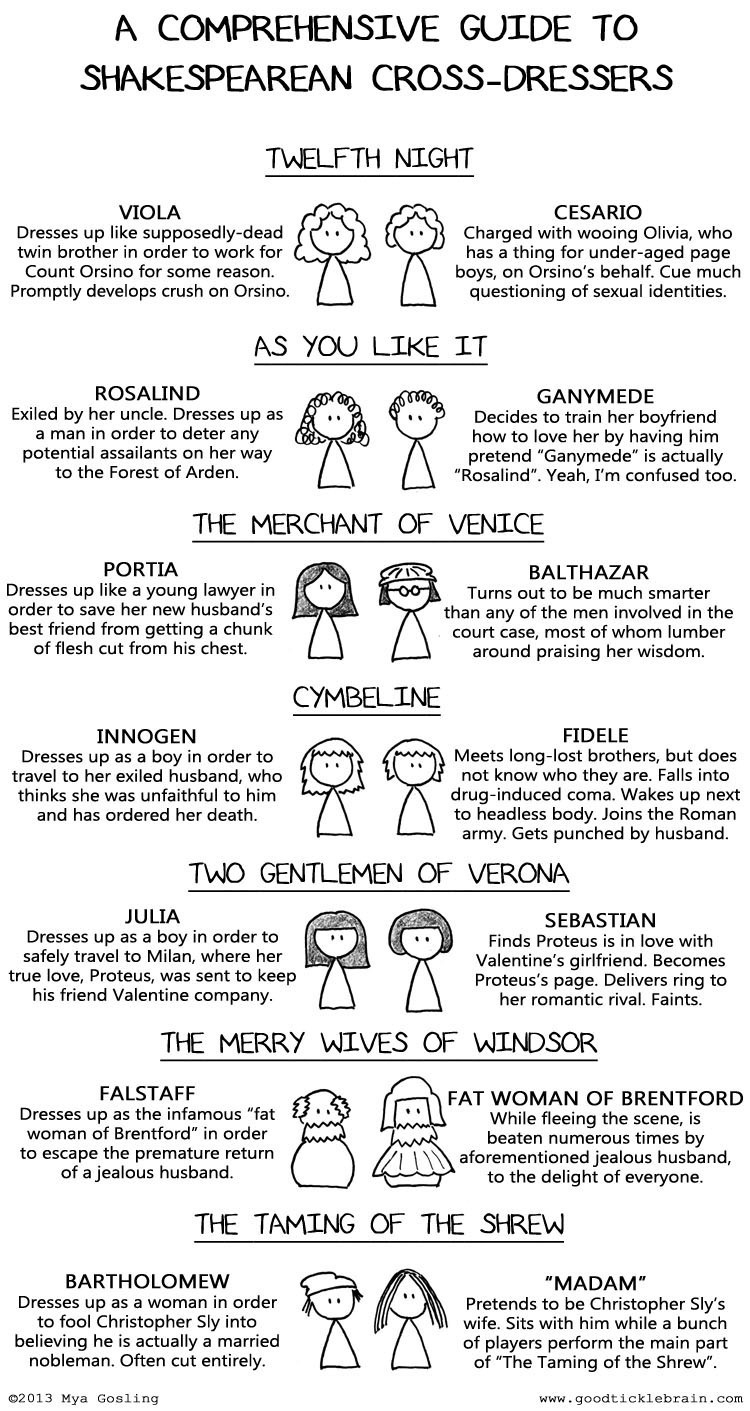 A COMPREHENSIVE GUIDE TO
SHAKESPEAREAN CROSS-DRESSERS
TWELFTH NIGHT
VIOLA
Dresses up like supposedly-dead
twin brother in order to work for
Count Orsino for some reason.
Promptly develops crush on Orsino.
CESARIO
Charged with wooing Olivia, who
has a thing for under-aged page
boys, on Orsino's behalf. Cue much
questioning of sexual identities.
AS YOU LIKE IT
ROSALIND
Exiled by her uncle. Dresses up as
a man in order to deter any
potential assailants on her way
to the Forest of Arden.
GANYMEDE
Decides to train her boyfriend
how to love her by having him
pretend "Ganymede" is actually
"Rosalind". Yeah, I'm confused too.
THE MERCHANT OF VENICE
PORTIA
Dresses up like a young lawyer in
order to save her new husband's
best friend from getting a chunk
of flesh cut from his chest.
BALTHAZAR
Turns out to be much smarter
than any of the men involved in the
court case, most of whom lumber
around praising her wisdom.
CYMBELINE
INNOGEN
Dresses up as a boy in order to
travel to her exiled husband, who
thinks she was unfaithful to him
and has ordered her death.
FIDELE
Meets long-lost brothers, but does
not know who they are. Falls into
drug-induced coma. Wakes up next
to headless body. Joins the Roman
army. Gets punched by husband.
TWO GENTLEMEN OF VERONA
JULIA
Dresses up as a boy in order to
safely travel to Milan, where her
true love, Proteus, was sent to keep
his friend Valentine company.
SEBASTIAN
Finds Proteus is in love with
Valentine's girlfriend. Becomes
Proteus's page. Delivers ring to
her romantic rival. Faints.
THE MERRY WIVES OF WINDSOR
FALSTAFF
Dresses up as the infamous "fat
woman of Brentford" in order
to escape the premature return
of a jealous husband.
FAT WOMAN OF BRENTFORD
While fleeing the scene, is
beaten numerous times by
aforementioned jealous husband,
to the delight of everyone.
THE TAMING OF THE SHREW
BARTHOLOMEW
Dresses up as a woman in order
to fool Christopher Sly into
believing he is actually a married
nobleman. Often cut entirely.
"MADAM"
Pretends to be Christopher Sly's
wife. Sits with him while a bunch
of players perform the main part
of "The Taming of the Shrew".
©2013 Mya Gosling
www.goodticklebrain.com